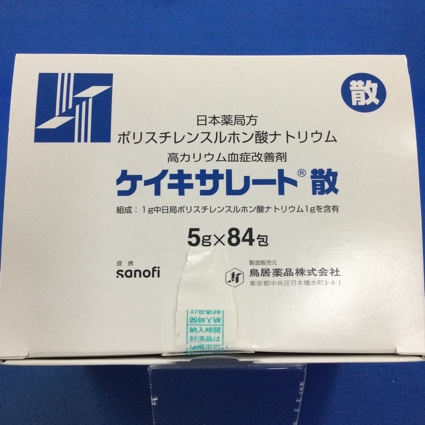 散
日本薬局方
ポリスチレンスルホン酸ナトリウム
高カリウム血症改善剤
ケイキサレート®散
組成：1g中日局ポリスチレンスルホン酸ナトリウム1gを含有
5g×84包
提携
sanofi
製造販売元
鳥居薬品株式会社
東京都中央区日本橋本町3-4-1